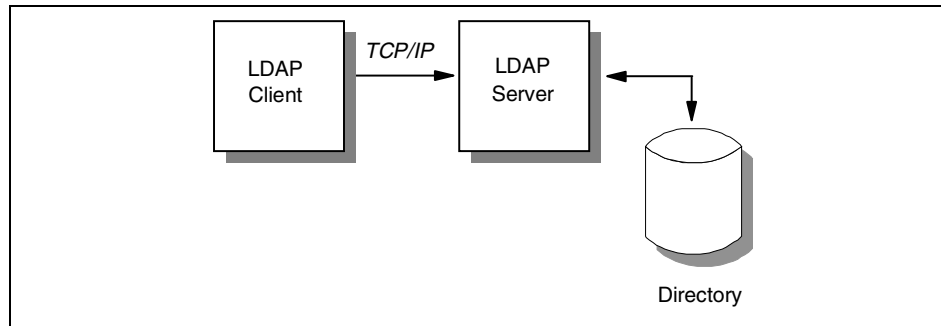 LDAP
Client
TCP/IP
LDAP
Server
Directory